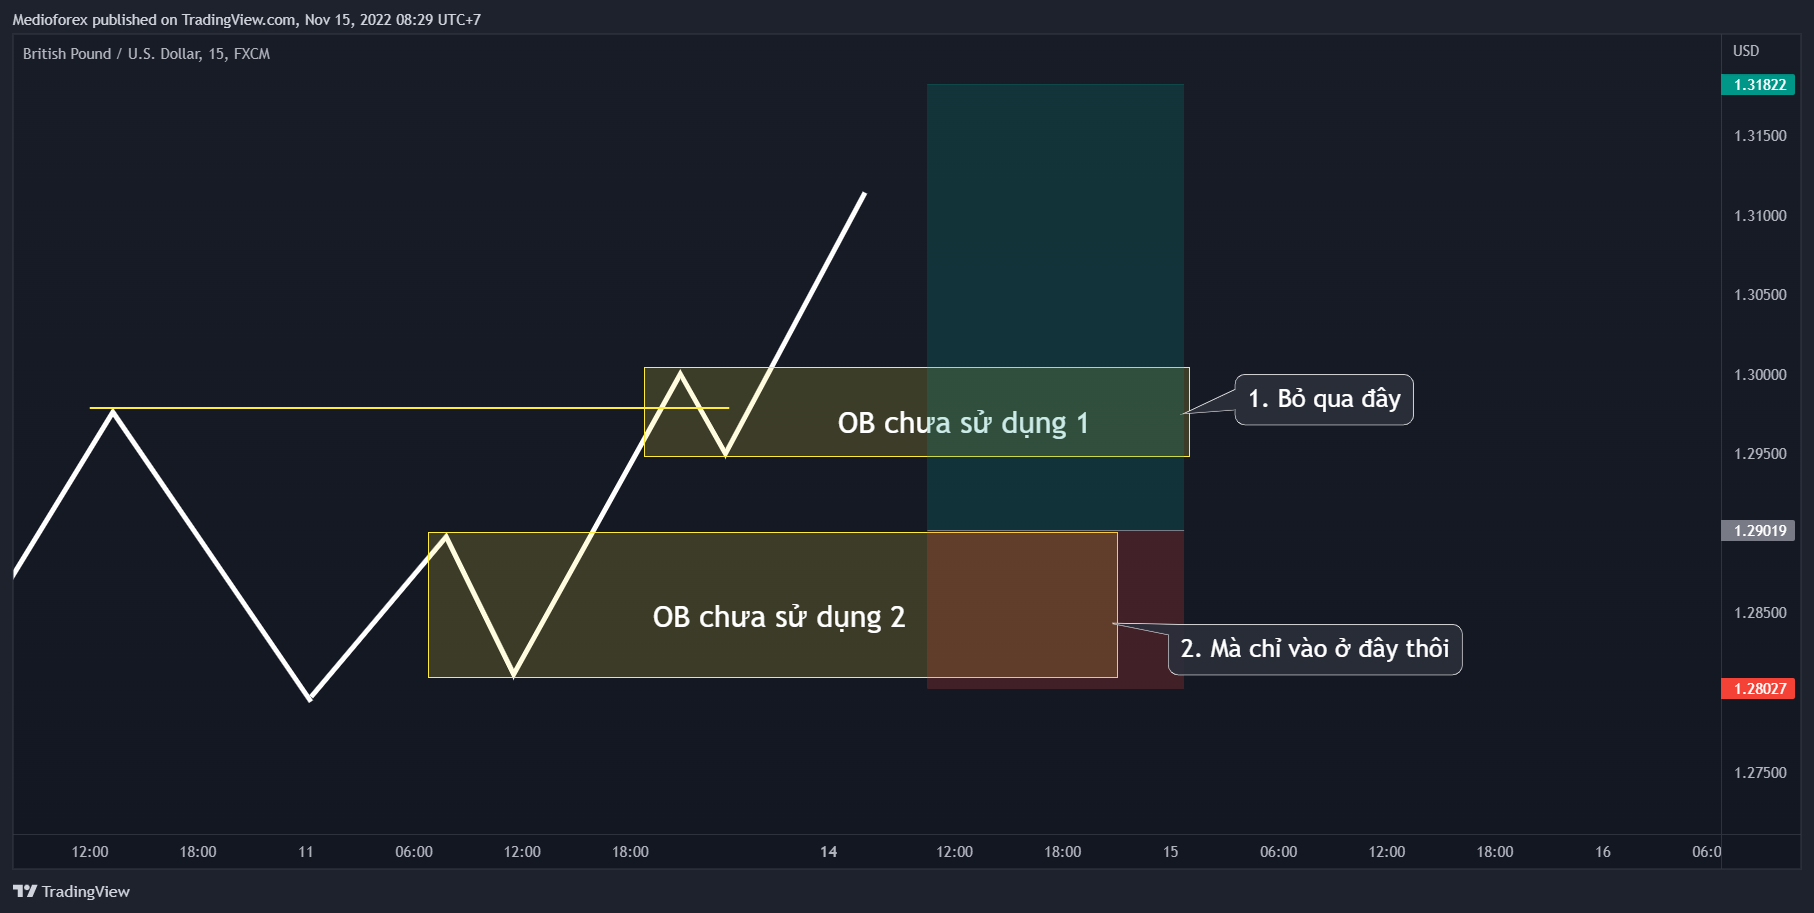 Medioforex published on TradingView.com, Nov 15, 2022 08:29 UTC+7
British Pound / U.S. Dollar, 15, FXCM
USD
1.31822
1.31500
1.31000
1.30500
1.30000
1. Bỏ qua đây
OB chưa sử dụng 1
1.29500
1.29019
OB chưa sử dụng 2
1.28500
2. Mà chỉ vào ở đây thôi
1.28027
1.27500
12:00 18:00 11 06:00 12:00 18:00 14 12:00 18:00 15 06:00 12:00 18:00 16 06:0
TradingView